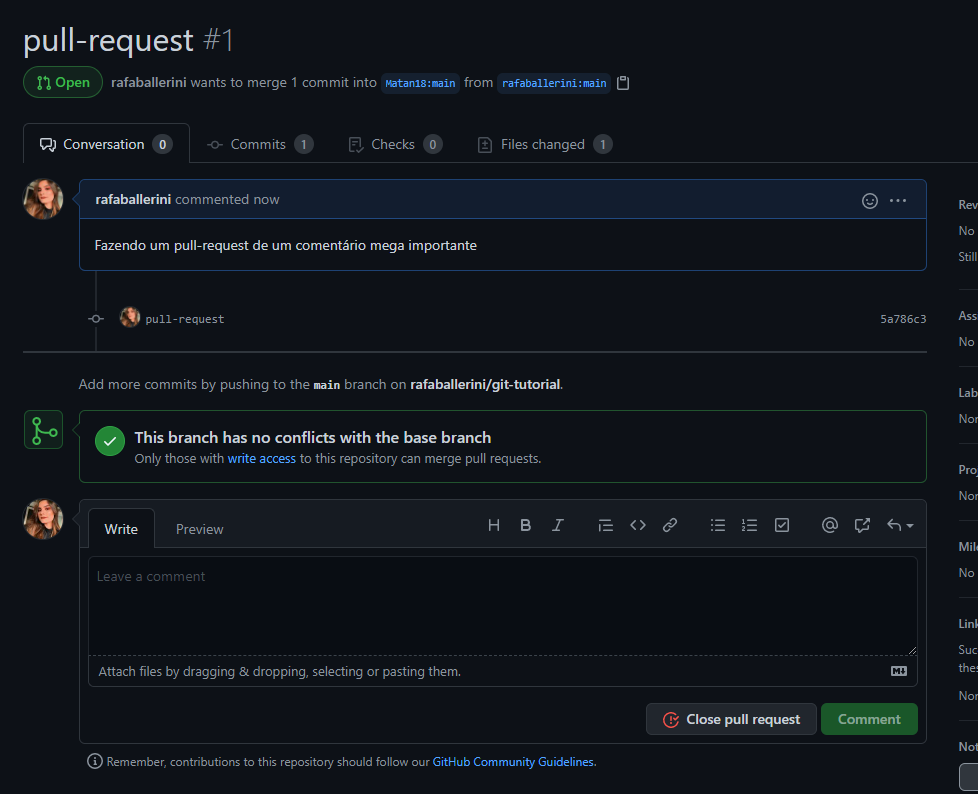 pull-request #1
Open rafaballerini wants to merge 1 commit into Matan18:main from rafaballerini:main
Conversation 0 Commits 1 Checks 0 Files changed 1
rafaballerini commented now
Fazendo um pull-request de um comentário mega importante
pull-request 5a786c3
Add more commits by pushing to the main branch on rafaballerini/git-tutorial.
This branch has no conflicts with the base branch
Only those with write access to this repository can merge pull requests.
Write Preview
Leave a comment
Attach files by dragging & dropping, selecting or pasting them.
Close pull request Comment
Remember, contributions to this repository should follow our GitHub Community Guidelines.
Rev
No
Still
Ass
No
Lab
Non
Proj
Non
Mile
No
Link
Suc
thes
Non
Not